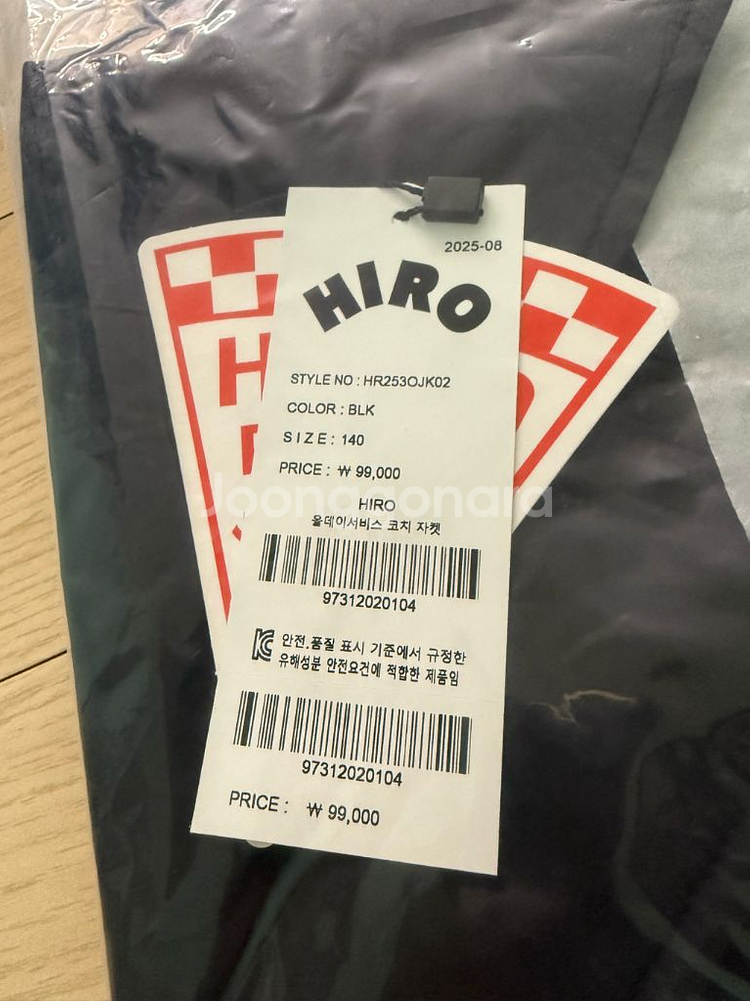 2025-08
HIRO
STYLE NO : HR253OJK02
COLOR : BLK
SIZE : 140
PRICE : ₩ 99,000
Joonggonara
HIRO
올데이서비스 코치 자켓
97312020104
안전.품질 표시 기준에서 규정한
유해성분 안전요건에 적합한 제품임
97312020104
PRICE : ₩ 99,000